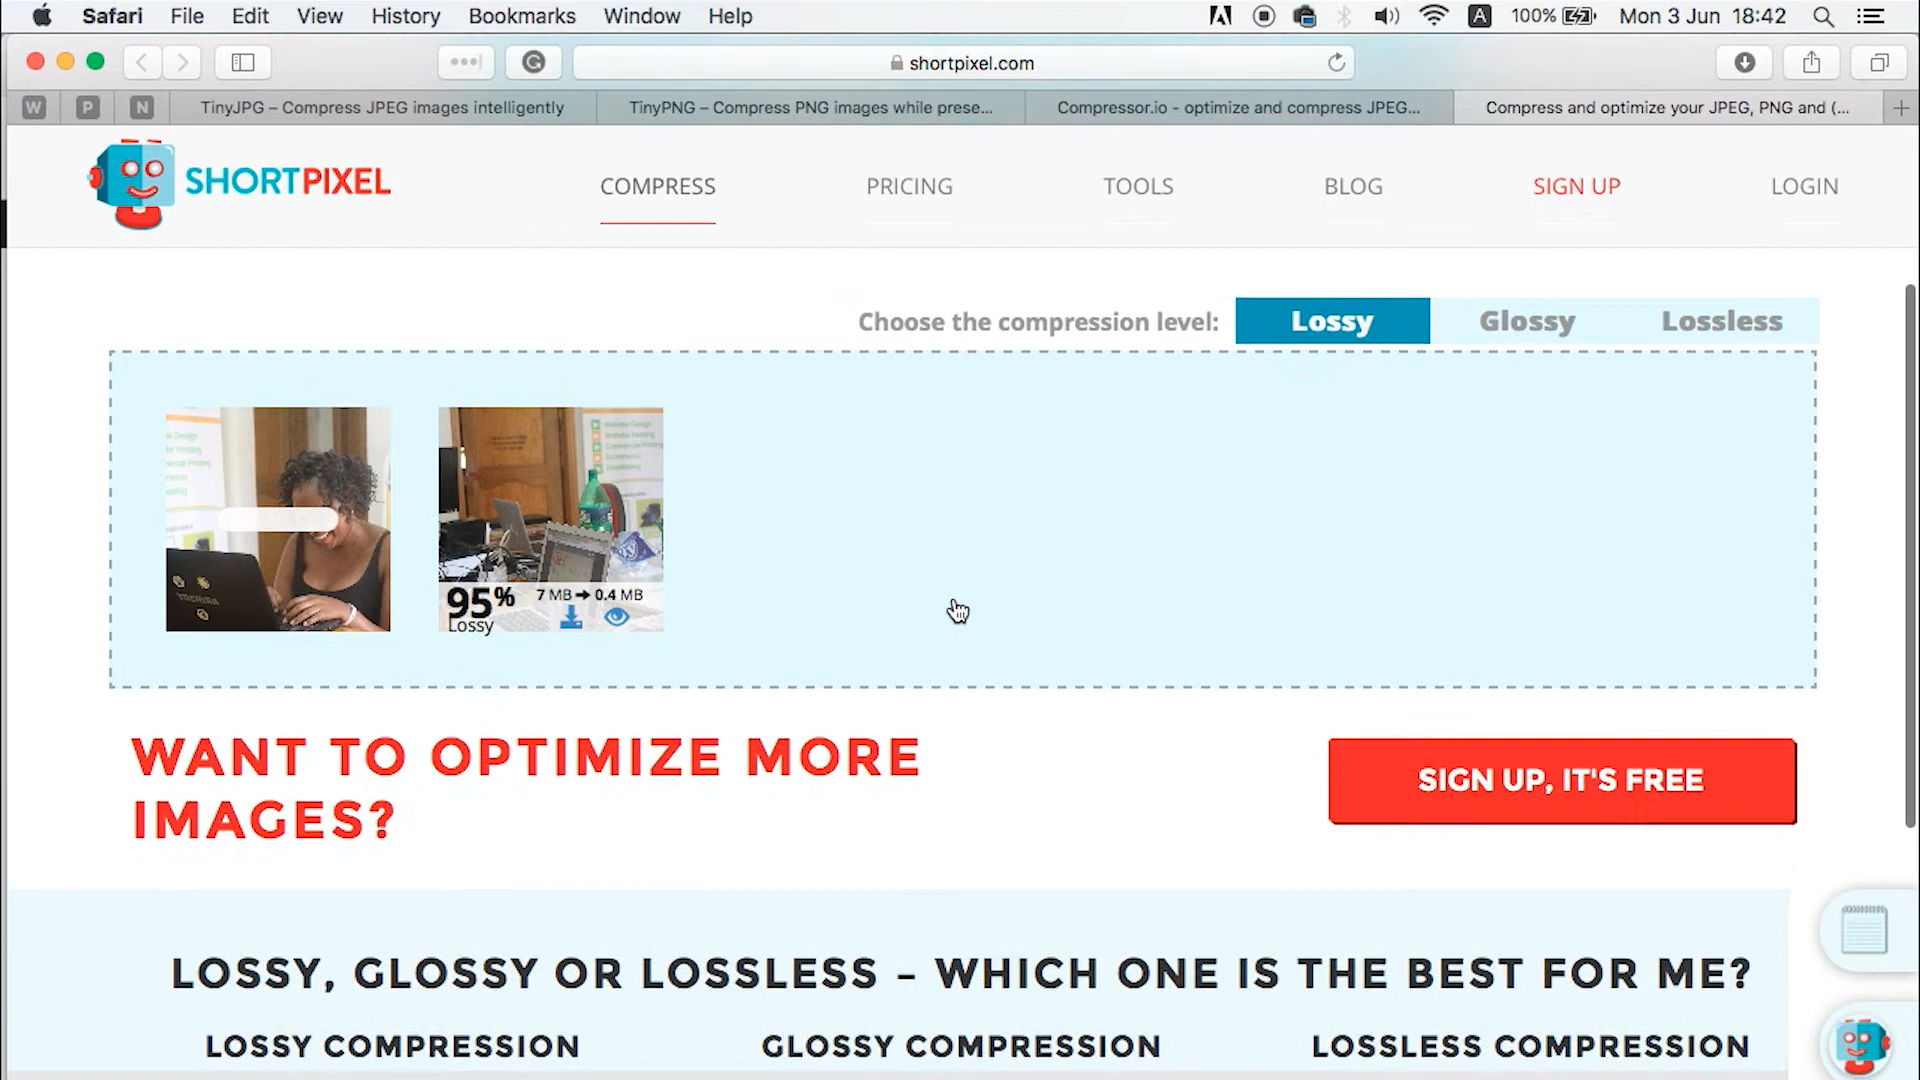 Safari File Edit View History Bookmarks Window Help 100% Mon 3 Jun 18:42
shortpixel.com
W P N TinyJPG – Compress JPEG images intelligently TinyPNG – Compress PNG images while prese... Compressor.io - optimize and compress JPEG... Compress and optimize your JPEG, PNG and (...
SHORTPIXEL COMPRESS PRICING TOOLS BLOG SIGN UP LOGIN
Choose the compression level: Lossy Glossy Lossless
TOSHIBA
95% 7 MB → 0.4 MB
Lossy
WANT TO OPTIMIZE MORE
IMAGES?
SIGN UP, IT'S FREE
LOSSY, GLOSSY OR LOSSLESS – WHICH ONE IS THE BEST FOR ME?
LOSSY COMPRESSION GLOSSY COMPRESSION LOSSLESS COMPRESSION